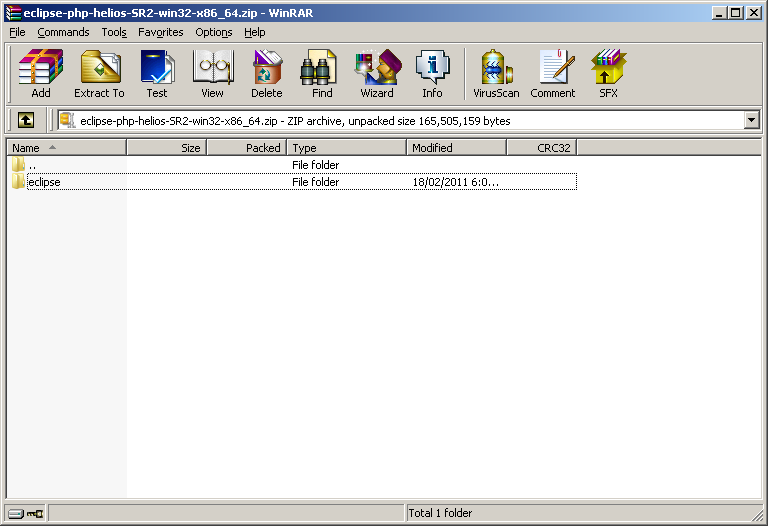 eclipse-php-helios-SR2-win32-x86_64.zip - WinRAR
File Commands Tools Favorites Options Help
Add Extract To Test View Delete Find Wizard Info VirusScan Comment SFX
eclipse-php-helios-SR2-win32-x86_64.zip - ZIP archive, unpacked size 165,505,159 bytes
Name Size Packed Type Modified CRC32
.. File folder
eclipse File folder 18/02/2011 6:0...
Total 1 folder